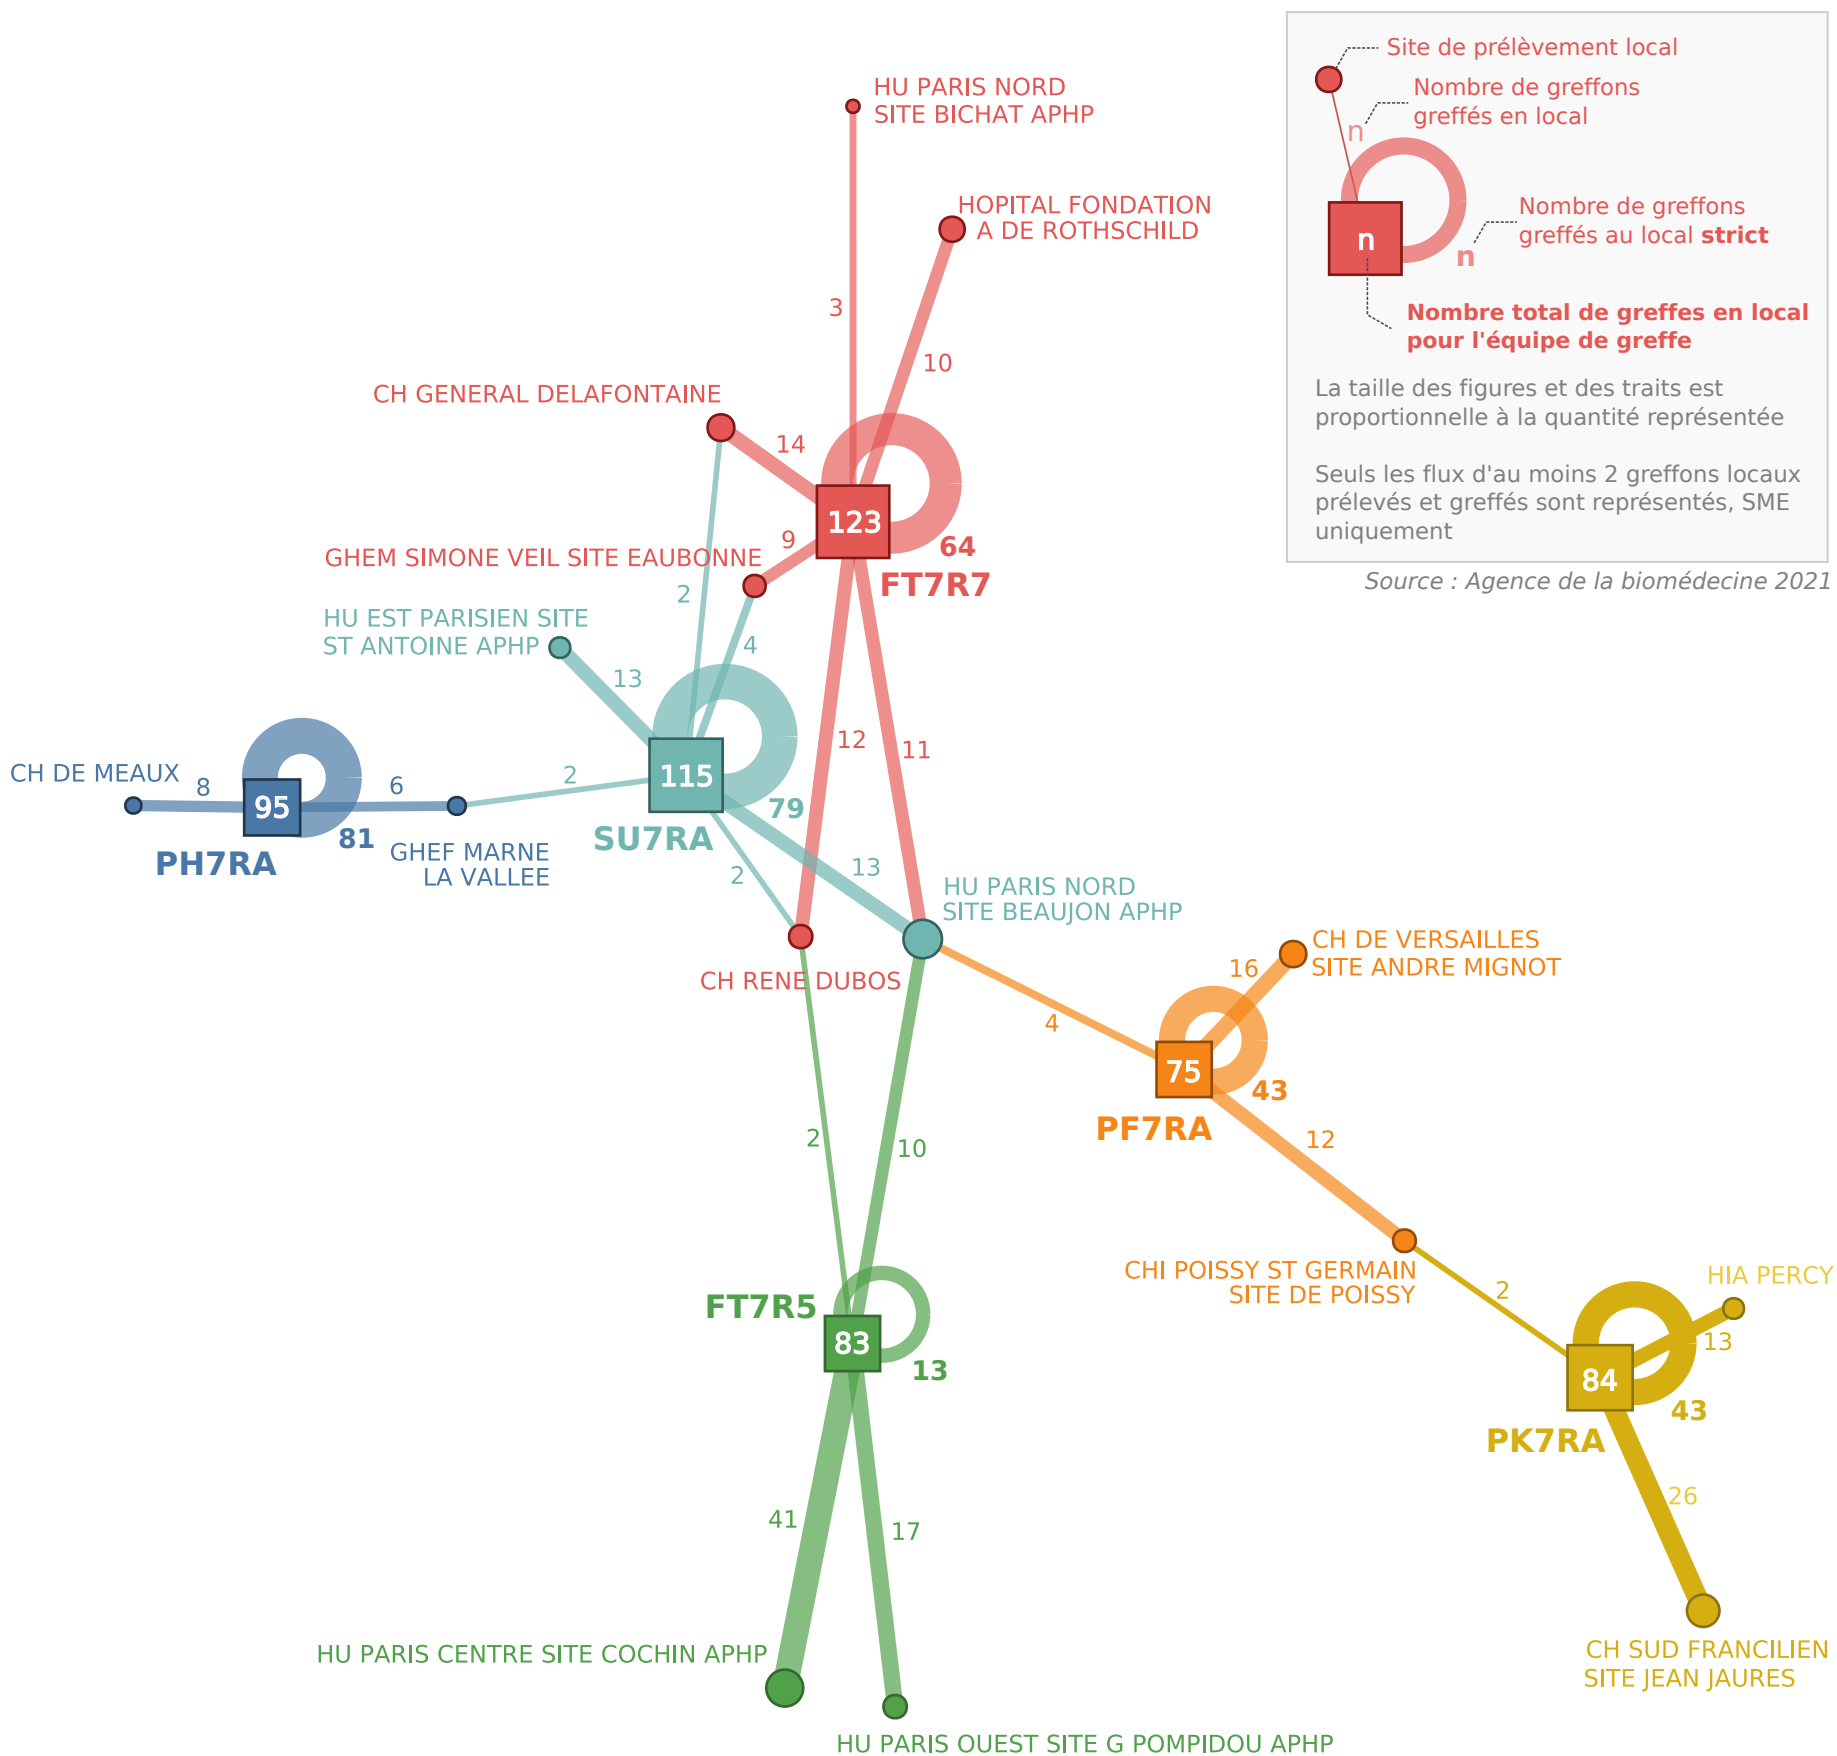 Site de prélèvement local
Nombre de greffons
greffés en local
n
Nombre de greffons
greffés au local strict
n
n
Nombre total de greffes en local
pour l'équipe de greffe
La taille des figures et des traits est
proportionnelle à la quantité représentée
Seuls les flux d'au moins 2 greffons locaux
prélevés et greffés sont représentés, SME
uniquement
Source : Agence de la biomédecine 2021
HU PARIS NORD
SITE BICHAT APHP
HOPITAL FONDATION
A DE ROTHSCHILD
3
10
CH GENERAL DELAFONTAINE
14
123
9
64
FT7R7
GHEM SIMONE VEIL SITE EAUBONNE
2
HU EST PARISIEN SITE
ST ANTOINE APHP
4
13
12
11
CH DE MEAUX
8
95
6
2
115
81
PH7RA
79
SU7RA
GHEF MARNE
LA VALLEE
2
13
HU PARIS NORD
SITE BEAUJON APHP
CH RENE DUBOS
CH DE VERSAILLES
SITE ANDRE MIGNOT
16
4
75
43
PF7RA
2
10
12
CHI POISSY ST GERMAIN
SITE DE POISSY
2
HIA PERCY
FT7R5
83
13
13
84
43
PK7RA
26
41
17
HU PARIS CENTRE SITE COCHIN APHP
CH SUD FRANCILIEN
SITE JEAN JAURES
HU PARIS OUEST SITE G POMPIDOU APHP